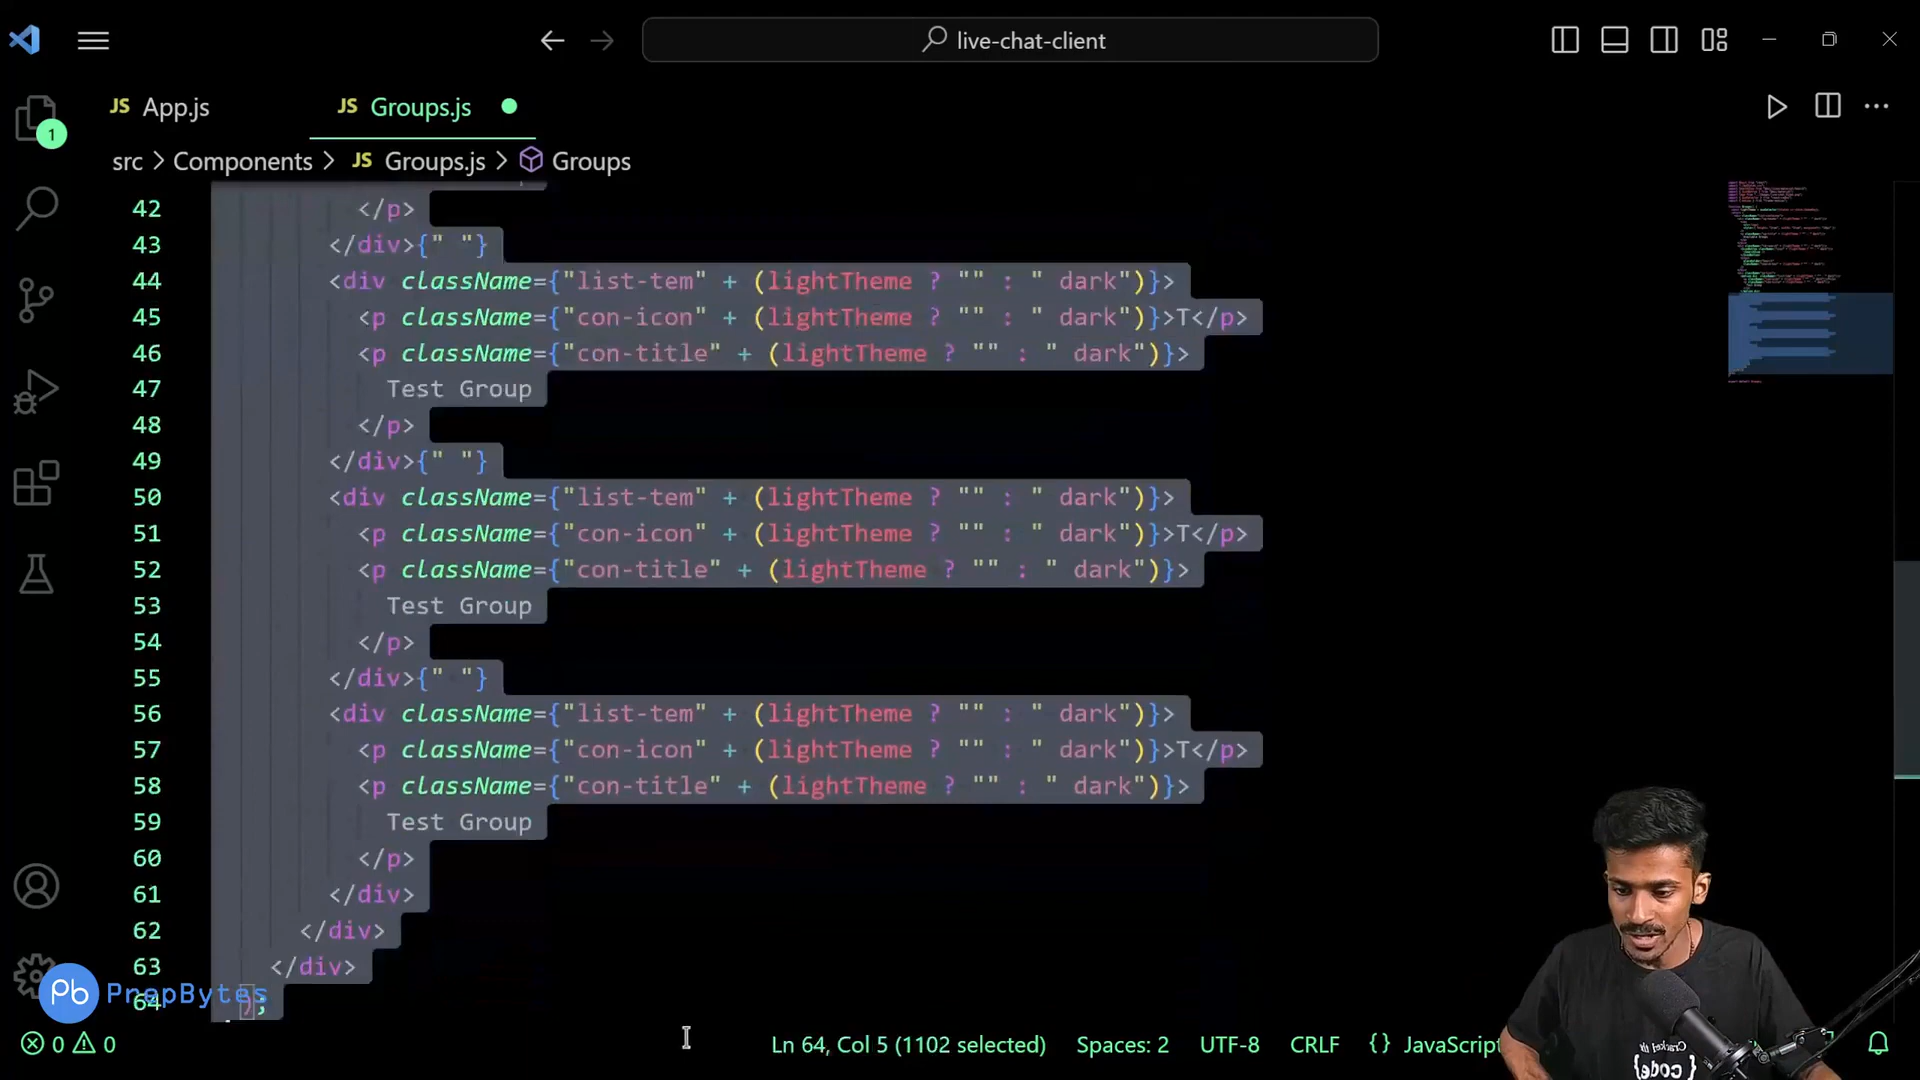 live-chat-client
JS App.js
JS Groups.js
1
src > Components > JS Groups.js > Groups
42 </p>
43 </div>{" "}
44 <div className={"list-tem" + (lightTheme ? "" : " dark")}>
45 <p className={"con-icon" + (lightTheme ? "" : " dark")}>T</p>
46 <p className={"con-title" + (lightTheme ? "" : " dark")}>
47 Test Group
48 </p>
49 </div>{" "}
50 <div className={"list-tem" + (lightTheme ? "" : " dark")}>
51 <p className={"con-icon" + (lightTheme ? "" : " dark")}>T</p>
52 <p className={"con-title" + (lightTheme ? "" : " dark")}>
53 Test Group
54 </p>
55 </div>{" "}
56 <div className={"list-tem" + (lightTheme ? "" : " dark")}>
57 <p className={"con-icon" + (lightTheme ? "" : " dark")}>T</p>
58 <p className={"con-title" + (lightTheme ? "" : " dark")}>
59 Test Group
60 </p>
61 </div>
62 </div>
63 </div>
64 );
Pb PropBytes
0 0
Ln 64, Col 5 (1102 selected) Spaces: 2 UTF-8 CRLF {} JavaScript
{code}